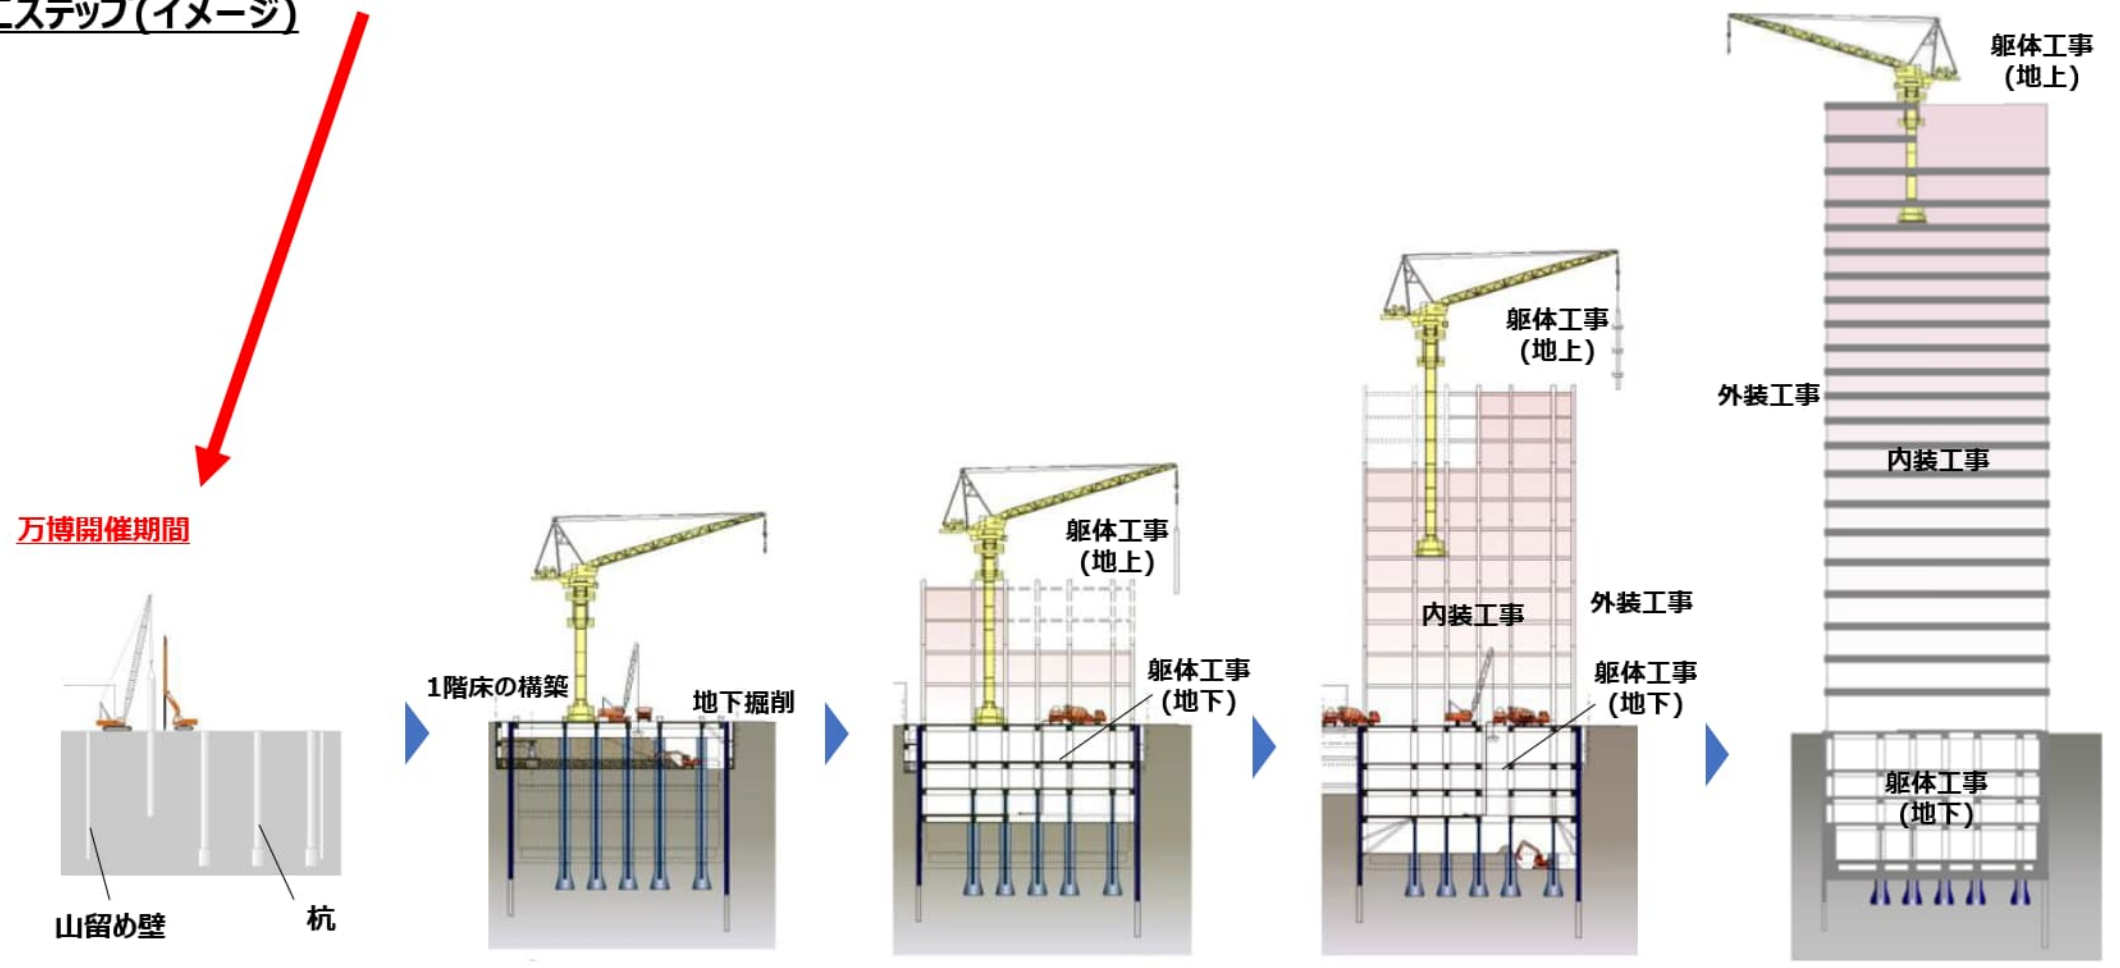 ステップ(イメージ)
万博開催期間
山留め壁
杭
1階床の構築
地下掘削
躯体工事
(地上)
躯体工事
(地下)
躯体工事
(地上)
内装工事
外装工事
躯体工事
(地下)
躯体工事
(地上)
外装工事
内装工事
躯体工事
(地下)